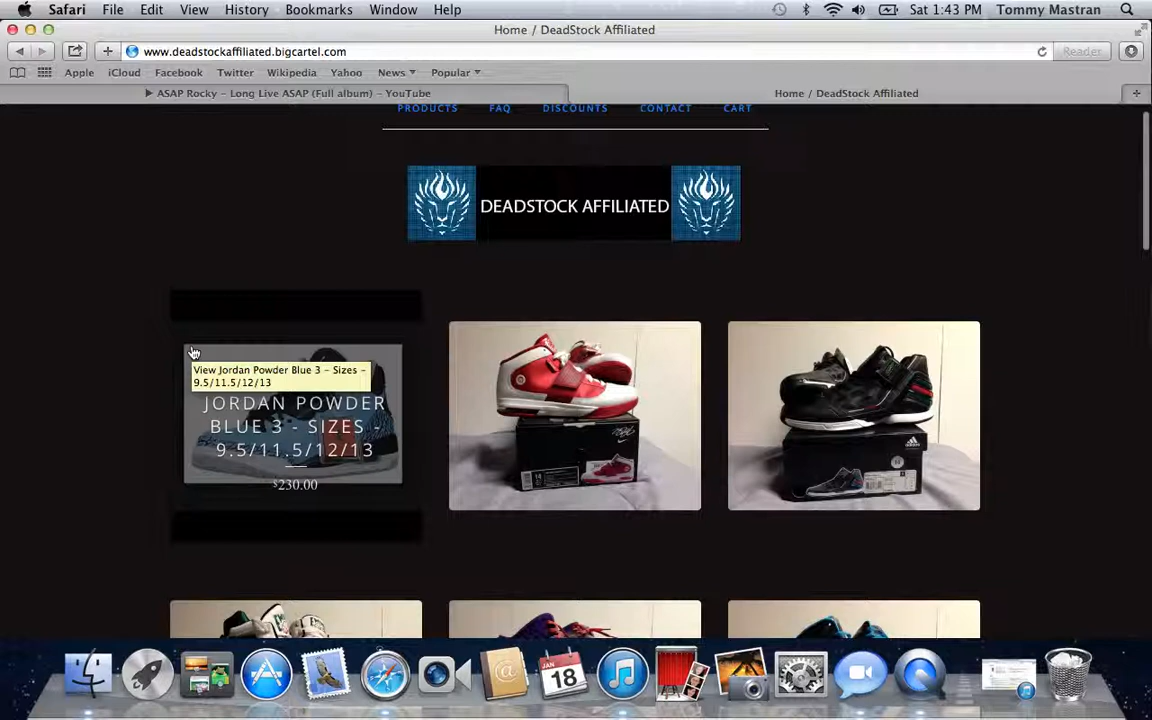 Safari File Edit View History Bookmarks Window Help Sat 1:43 PM Tommy Mastran
Home / DeadStock Affiliated
www.deadstockaffiliated.bigcartel.com Reader
Apple iCloud Facebook Twitter Wikipedia Yahoo News Popular
ASAP Rocky – Long Live ASAP (Full album) – YouTube Home / DeadStock Affiliated
PRODUCTS FAQ DISCOUNTS CONTACT CART
DEADSTOCK AFFILIATED
View Jordan Powder Blue 3 – Sizes –
9.5/11.5/12/13
JORDAN POWDER
BLUE 3 - SIZES -
9.5/11.5/12/13
$230.00
adidas
JAN
18